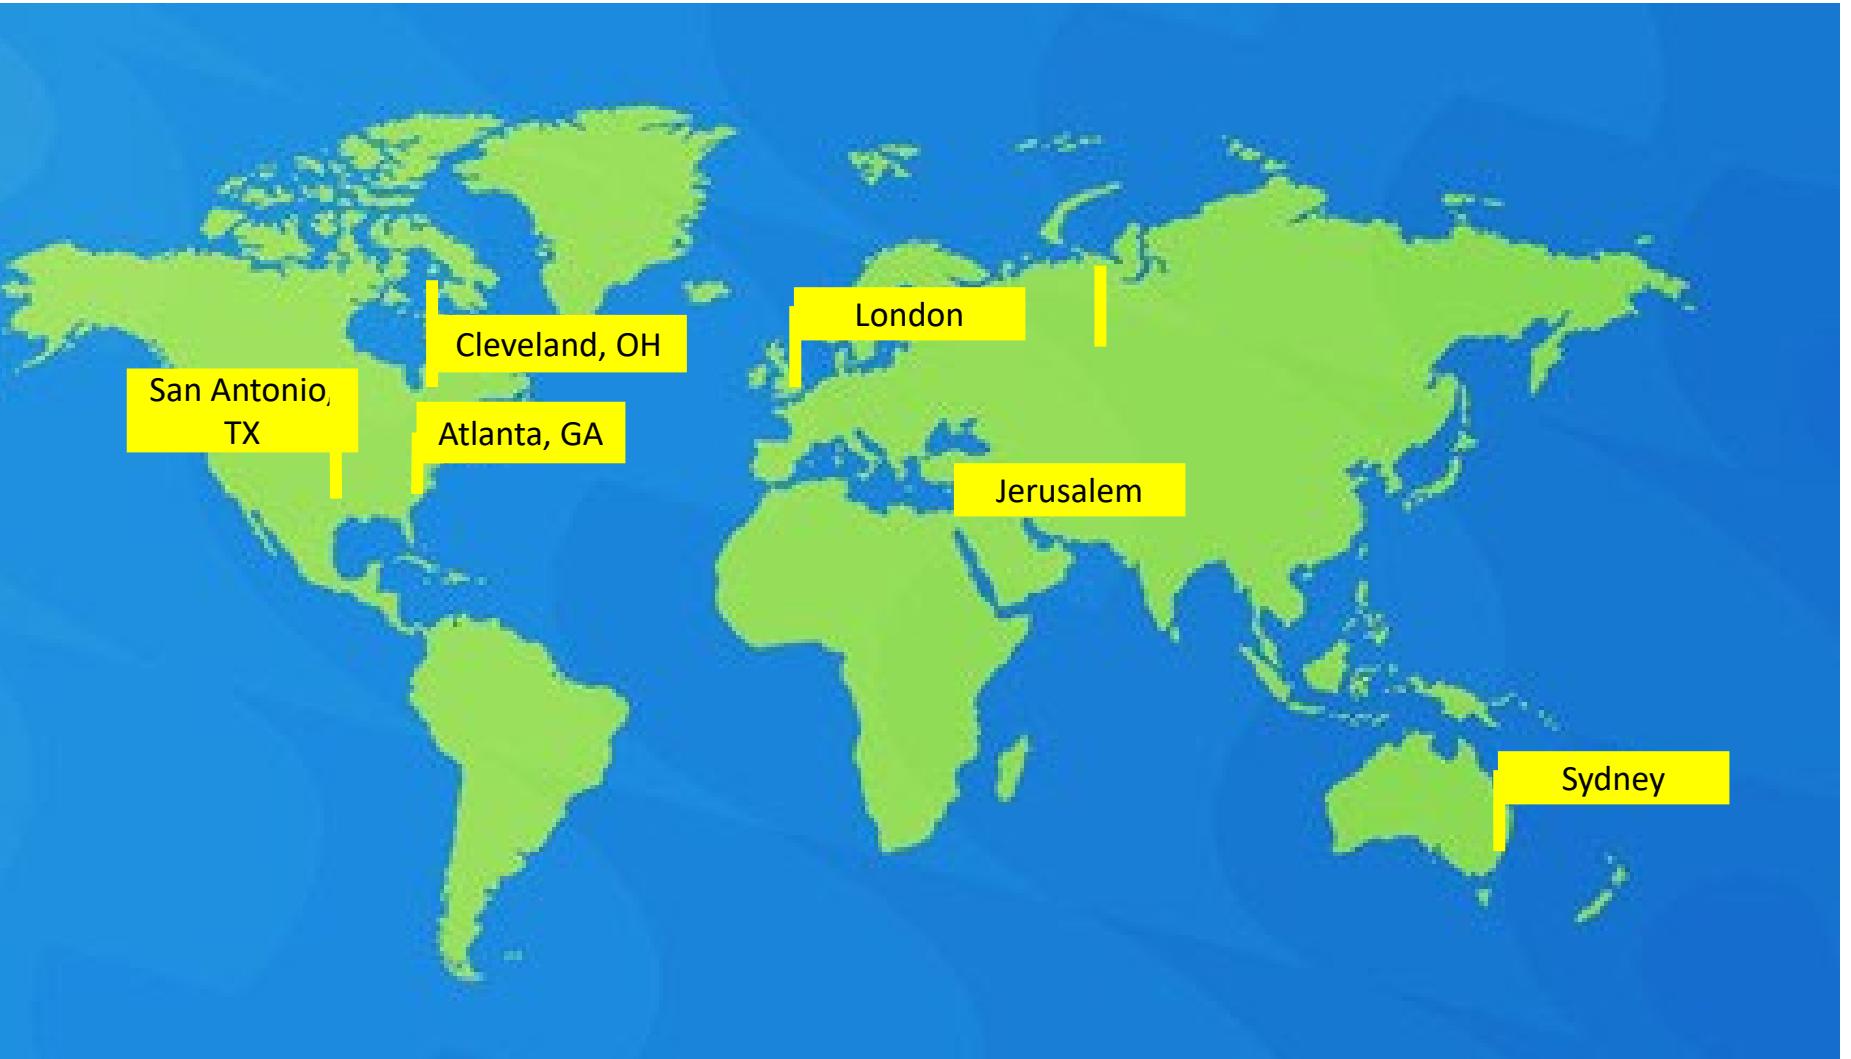 London
Cleveland, OH
San Antonio,
TX
Atlanta, GA
Jerusalem
Sydney